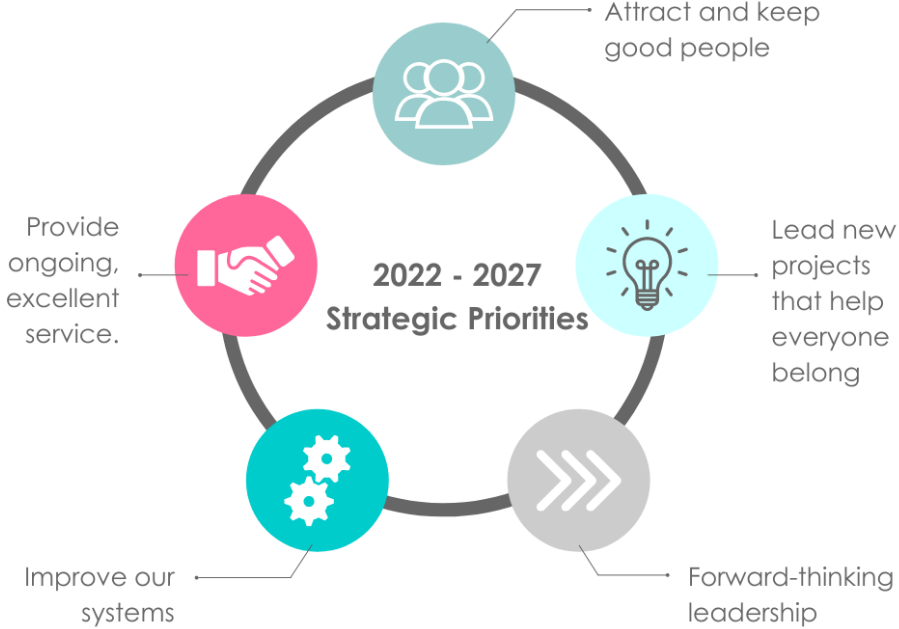 Attract and keep
good people
Provide
ongoing,
excellent
service.
2022 - 2027
Strategic Priorities
Lead new
projects
that help
everyone
belong
Improve our
systems
Forward-thinking
leadership